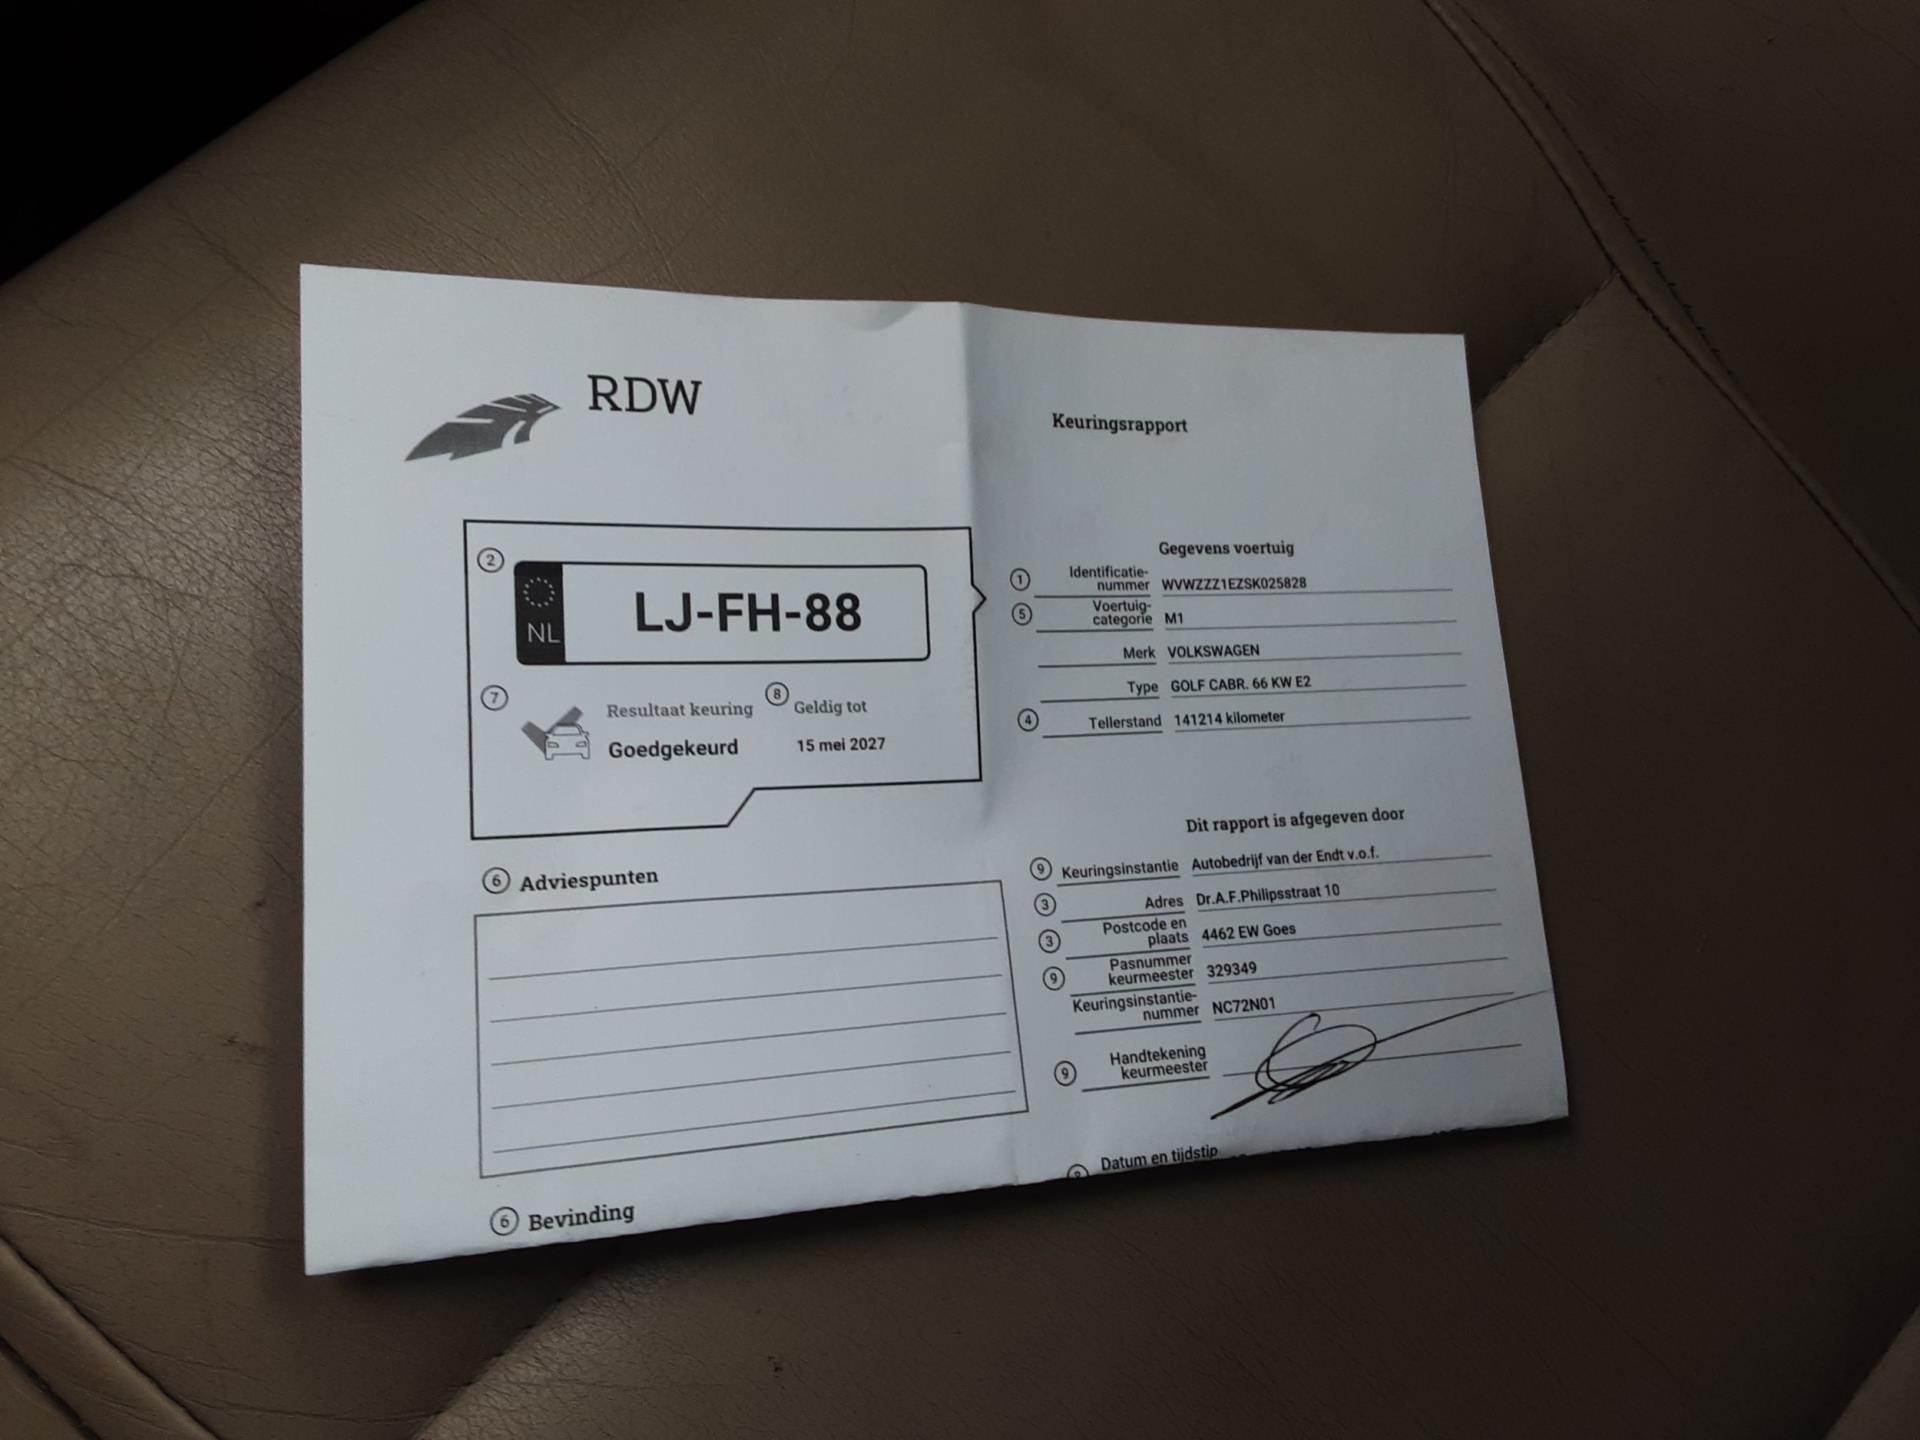 RDW
Keuringsrapport
2
NL
LJ-FH-88
7
Resultaat keuring
Goedgekeurd
8
Geldig tot
15 mei 2027
6 Adviespunten
6 Bevinding
Gegevens voertuig
1 Identificatie-
nummer WVWZZZ1EZSK025828
5 Voertuig-
categorie M1
Merk VOLKSWAGEN
Type GOLF CABR. 66 KW E2
4 Tellerstand 141214 kilometer
Dit rapport is afgegeven door
9 Keuringsinstantie Autobedrijf van der Endt v.o.f.
3 Adres Dr.A.F.Philipsstraat 10
3 Postcode en
plaats 4462 EW Goes
9 Pasnummer
keurmeester 329349
Keuringsinstantie-
nummer NC72N01
9 Handtekening
keurmeester
Datum en tijdstip